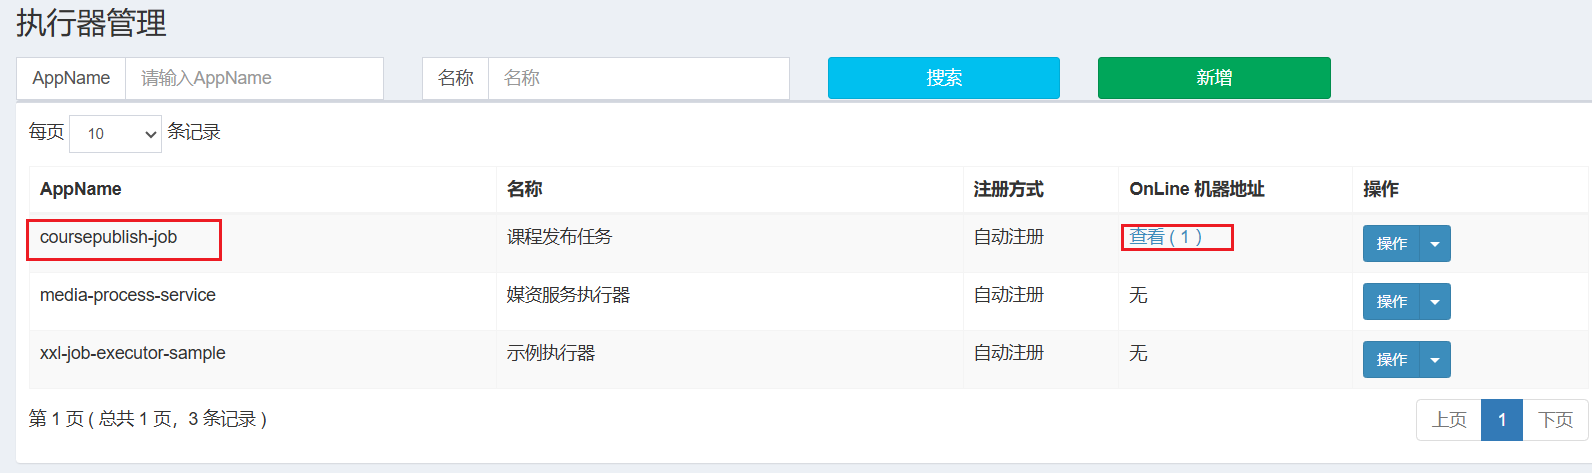 执行器管理
AppName 请输入AppName 名称 名称 搜索 新增
每页 10 条记录
AppName 名称 注册方式 OnLine 机器地址 操作
coursepublish-job 课程发布任务 自动注册 查看 ( 1 ) 操作
media-process-service 媒资服务执行器 自动注册 无 操作
xxl-job-executor-sample 示例执行器 自动注册 无 操作
第 1 页 ( 总共 1 页，3 条记录 ) 上页 1 下页